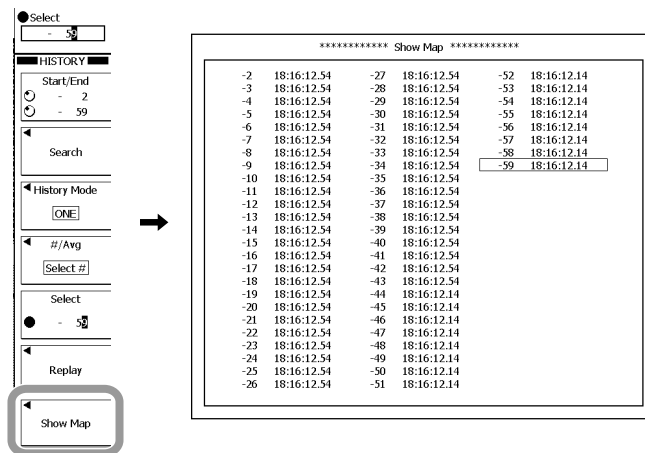 Select
- 59
HISTORY
Start/End
- 2
- 59
Search
History Mode
ONE
#/Avg
Select #
Select
- 59
Replay
Show Map
************ Show Map ************
-2 18:16:12.54 -27 18:16:12.54 -52 18:16:12.14
-3 18:16:12.54 -28 18:16:12.54 -53 18:16:12.14
-4 18:16:12.54 -29 18:16:12.54 -54 18:16:12.14
-5 18:16:12.54 -30 18:16:12.54 -55 18:16:12.14
-6 18:16:12.54 -31 18:16:12.54 -56 18:16:12.14
-7 18:16:12.54 -32 18:16:12.54 -57 18:16:12.14
-8 18:16:12.54 -33 18:16:12.54 -58 18:16:12.14
-9 18:16:12.54 -34 18:16:12.54 -59 18:16:12.14
-10 18:16:12.54 -35 18:16:12.54
-11 18:16:12.54 -36 18:16:12.54
-12 18:16:12.54 -37 18:16:12.54
-13 18:16:12.54 -38 18:16:12.54
-14 18:16:12.54 -39 18:16:12.54
-15 18:16:12.54 -40 18:16:12.54
-16 18:16:12.54 -41 18:16:12.54
-17 18:16:12.54 -42 18:16:12.54
-18 18:16:12.54 -43 18:16:12.54
-19 18:16:12.54 -44 18:16:12.14
-20 18:16:12.54 -45 18:16:12.14
-21 18:16:12.54 -46 18:16:12.14
-22 18:16:12.54 -47 18:16:12.14
-23 18:16:12.54 -48 18:16:12.14
-24 18:16:12.54 -49 18:16:12.14
-25 18:16:12.54 -50 18:16:12.14
-26 18:16:12.54 -51 18:16:12.14